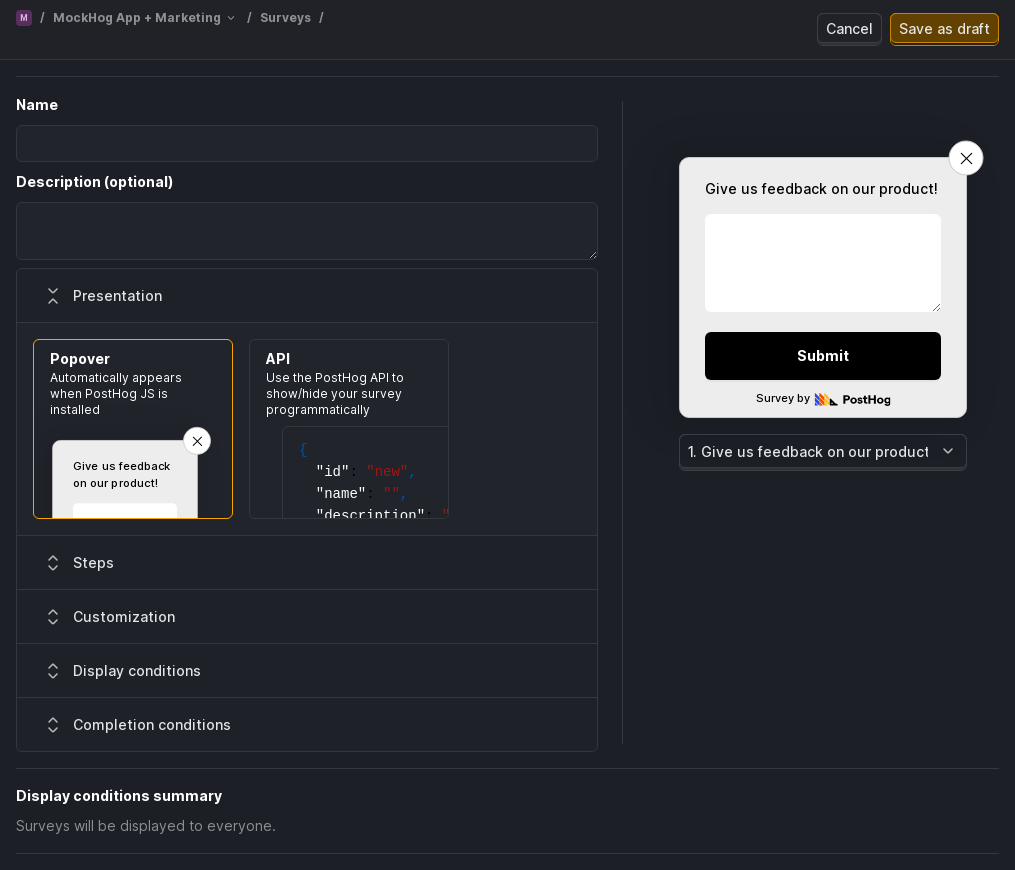 M / MockHog App + Marketing / Surveys /
Cancel
Save as draft
Name
Description (optional)
Presentation
Popover
Automatically appears
when PostHog JS is
installed
Give us feedback
on our product!
API
Use the PostHog API to
show/hide your survey
programmatically
{
"id": "new",
"name": "",
"description": "
Steps
Customization
Display conditions
Completion conditions
Give us feedback on our product!
Submit
Survey by PostHog
1. Give us feedback on our product
Display conditions summary
Surveys will be displayed to everyone.